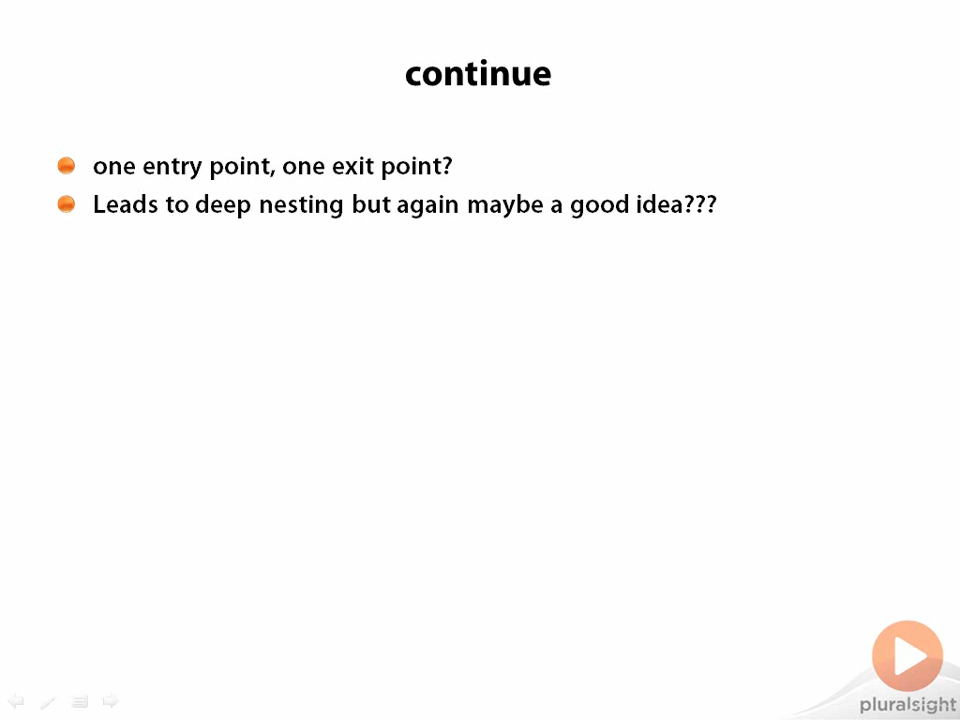 continue
one entry point, one exit point?
Leads to deep nesting but again maybe a good idea???
pluralsight